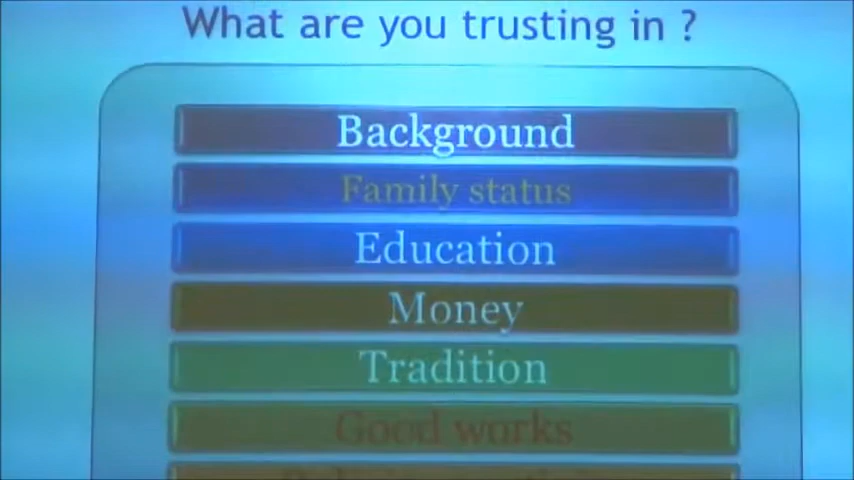 What are you trusting in ?
Background
Family status
Education
Money
Tradition
Good works